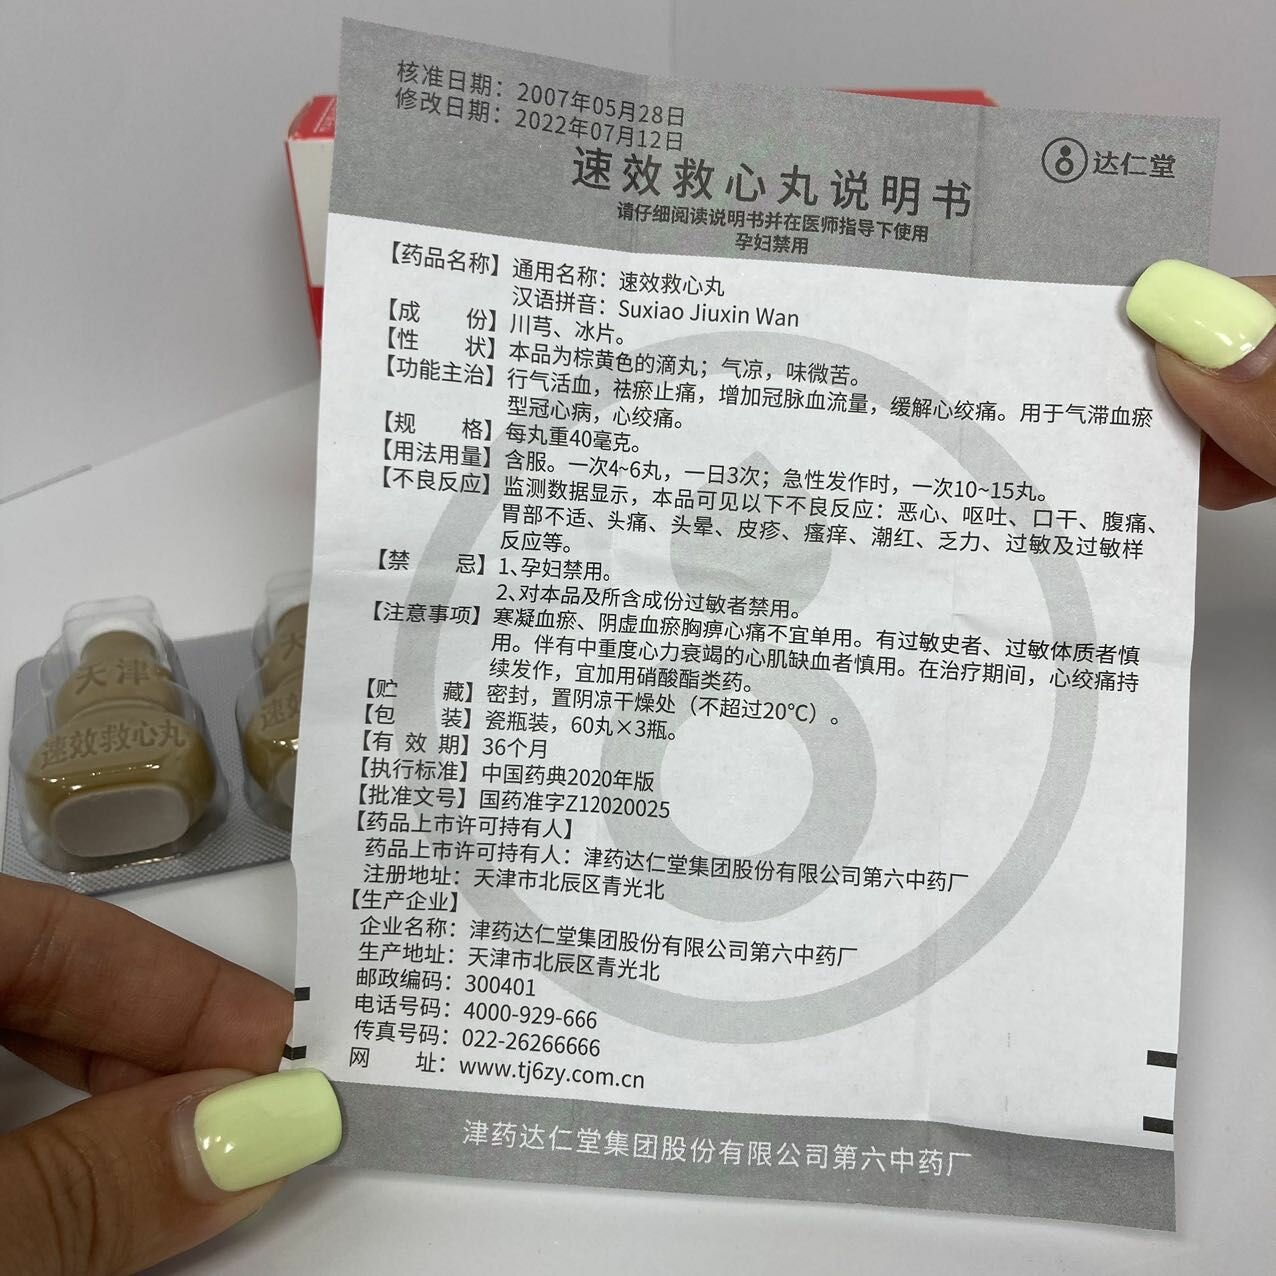 核准日期：2007年05月28日
修改日期：2022年07月12日
达仁堂
速效救心丸说明书
请仔细阅读说明书并在医师指导下使用
孕妇禁用
【药品名称】通用名称：速效救心丸
汉语拼音：Suxiao Jiuxin Wan
【成 份】川芎、冰片。
【性 状】本品为棕黄色的滴丸；气凉，味微苦。
【功能主治】行气活血，祛瘀止痛，增加冠脉血流量，缓解心绞痛。用于气滞血瘀
型冠心病，心绞痛。
【规 格】每丸重40毫克。
【用法用量】含服。一次4~6丸，一日3次；急性发作时，一次10~15丸。
【不良反应】监测数据显示，本品可见以下不良反应：恶心、呕吐、口干、腹痛、
胃部不适、头痛、头晕、皮疹、瘙痒、潮红、乏力、过敏及过敏样
反应等。
【禁 忌】1、孕妇禁用。
2、对本品及所含成份过敏者禁用。
【注意事项】寒凝血瘀、阴虚血瘀胸痹心痛不宜单用。有过敏史者、过敏体质者慎
用。伴有中重度心力衰竭的心肌缺血者慎用。在治疗期间，心绞痛持
续发作，宜加用硝酸酯类药。
【贮 藏】密封，置阴凉干燥处（不超过20℃）。
【包 装】瓷瓶装，60丸×3瓶。
【有 效 期】36个月
【执行标准】中国药典2020年版
【批准文号】国药准字Z12020025
【药品上市许可持有人】
药品上市许可持有人：津药达仁堂集团股份有限公司第六中药厂
注册地址：天津市北辰区青光北
【生产企业】
企业名称：津药达仁堂集团股份有限公司第六中药厂
生产地址：天津市北辰区青光北
邮政编码：300401
电话号码：4000-929-666
传真号码：022-26266666
网 址：www.tj6zy.com.cn
津药达仁堂集团股份有限公司第六中药厂
天津
速效救心丸
天
速效